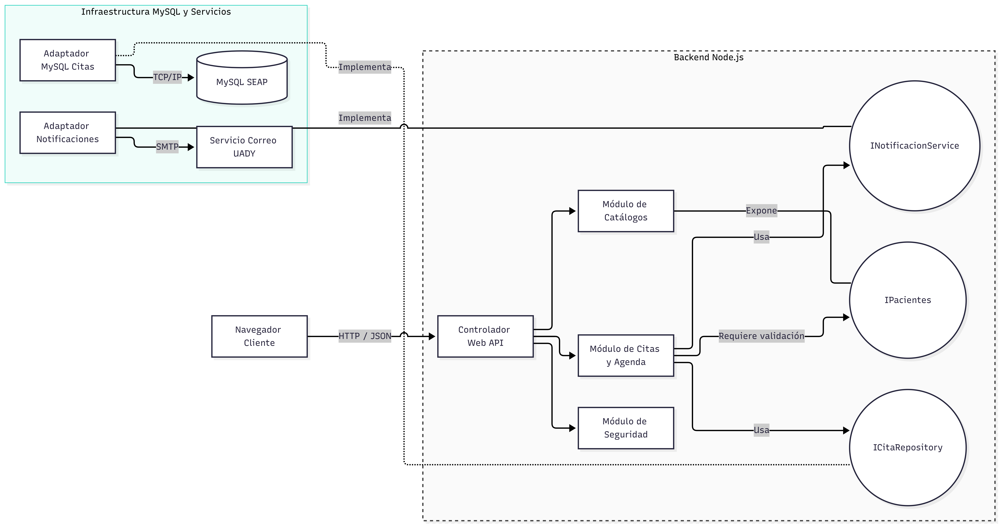 Infraestructura MySQL y Servicios
Adaptador
MySQL Citas
TCP/IP
MySQL SEAP
Implementa
Adaptador
Notificaciones
SMTP
Servicio Correo
UADY
Implementa
Backend Node.js
INotificacionService
Módulo de
Catálogos
Expone
Usa
IPacientes
Navegador
Cliente
HTTP / JSON
Controlador
Web API
Módulo de Citas
y Agenda
Requiere validación
Módulo de
Seguridad
Usa
ICitaRepository